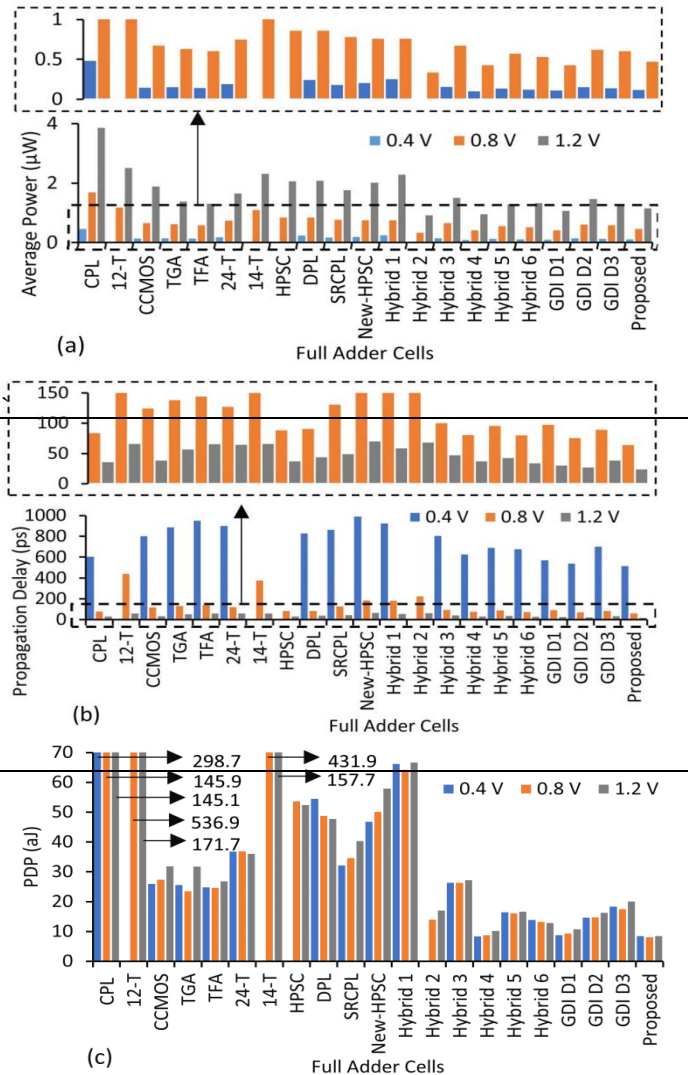 1
0.5
0
4
2
0
Average Power (µW)
0.4 V 0.8 V 1.2 V
CPL
12-T
CCMOS
TGA
TFA
24-T
14-T
HPSC
DPL
SRCPL
New-HPSC
Hybrid 1
Hybrid 2
Hybrid 3
Hybrid 4
Hybrid 5
Hybrid 6
GDI D1
GDI D2
GDI D3
Proposed
(a)
Full Adder Cells
150
100
50
0
1000
800
600
400
200
0
Propagation Delay (ps)
0.4 V 0.8 V 1.2 V
CPL
12-T
CCMOS
TGA
TFA
24-T
14-T
HPSC
DPL
SRCPL
New-HPSC
Hybrid 1
Hybrid 2
Hybrid 3
Hybrid 4
Hybrid 5
Hybrid 6
GDI D1
GDI D2
GDI D3
Proposed
(b)
Full Adder Cells
70
60
50
40
30
20
10
0
PDP (aJ)
298.7
145.9
145.1
536.9
171.7
431.9
157.7
0.4 V 0.8 V 1.2 V
CPL
12-T
CCMOS
TGA
TFA
24-T
14-T
HPSC
DPL
SRCPL
New-HPSC
Hybrid 1
Hybrid 2
Hybrid 3
Hybrid 4
Hybrid 5
Hybrid 6
GDI D1
GDI D2
GDI D3
Proposed
(c)
Full Adder Cells